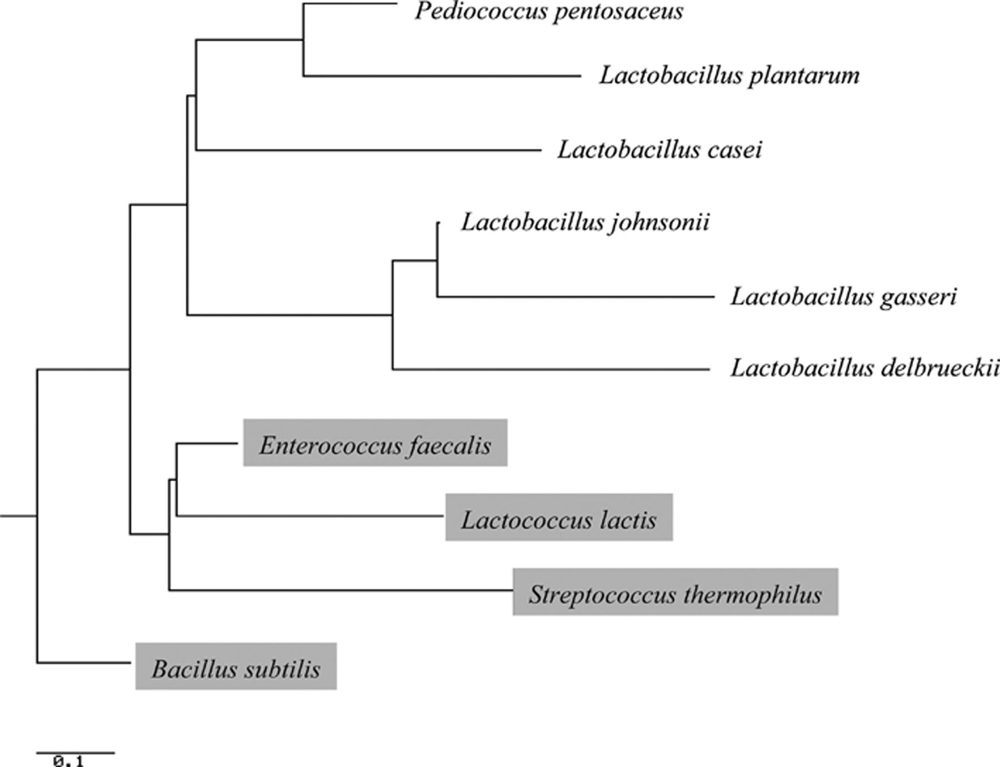 Pediococcus pentosaceus
Lactobacillus plantarum
Lactobacillus casei
Lactobacillus johnsonii
Lactobacillus gasseri
Lactobacillus delbrueckii
Enterococcus faecalis
Lactococcus lactis
Streptococcus thermophilus
Bacillus subtilis
0.1